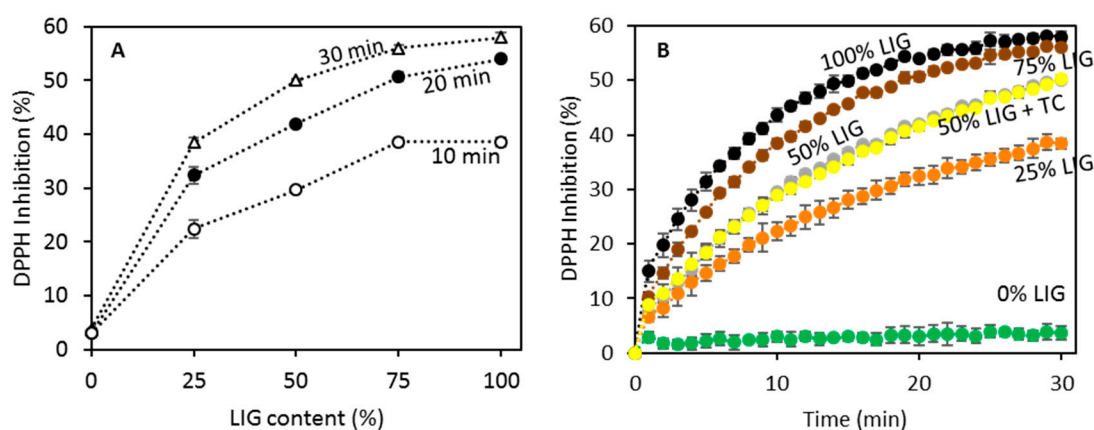 A
DPPH Inhibition (%)
60
50
40
30
20
10
0
30 min
20 min
10 min
0
25
50
75
100
LIG content (%)
B
DPPH Inhibition (%)
60
50
40
30
20
10
0
100% LIG
75% LIG
50% LIG
50% LIG + TC
25% LIG
0% LIG
0
10
20
30
Time (min)